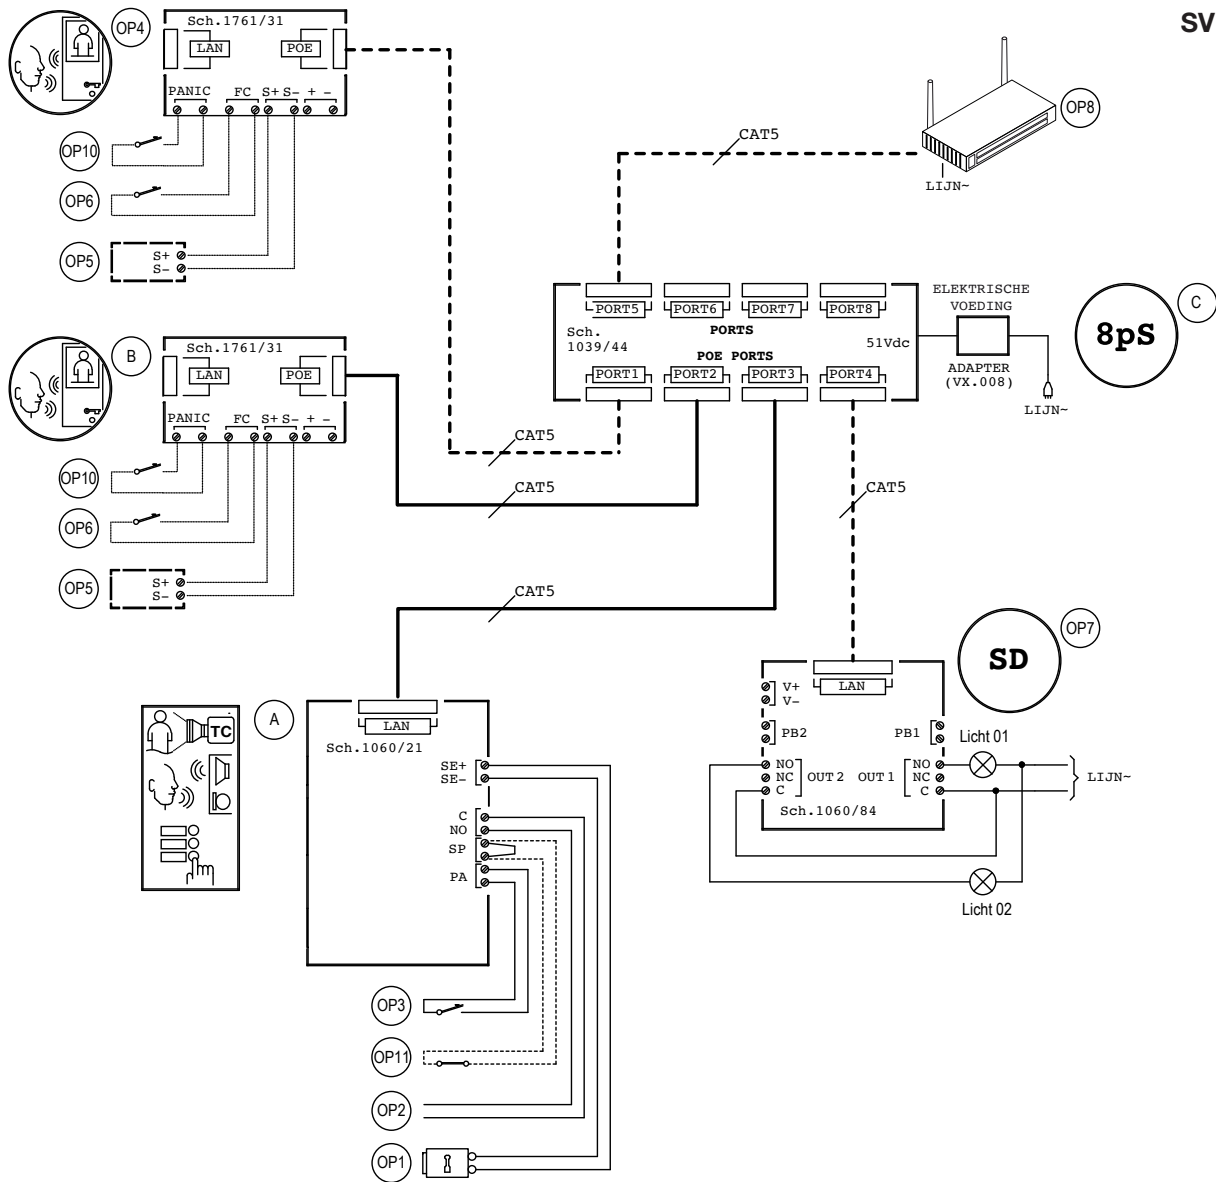 SV
OP4
Sch.1761/31
LAN
POE
PANIC FC S+ S- + -
OP10
OP6
OP5
S+
S-
CAT5
OP8
LIJN~
B
Sch.1761/31
LAN
POE
PANIC FC S+ S- + -
OP10
OP6
OP5
S+
S-
PORT5 PORT6 PORT7 PORT8
Sch.
1039/44
PORTS
POE PORTS
51Vdc
PORT1 PORT2 PORT3 PORT4
ELEKTRISCHE
VOEDING
ADAPTER
(VX.008)
LIJN~
8pS
C
CAT5
CAT5
CAT5
CAT5
SD
OP7
LAN
V+
V-
PB2
PB1
NO
NC
C
OUT 2
OUT 1
NO
NC
C
Sch.1060/84
Licht 01
LIJN~
Licht 02
TC
A
LAN
Sch.1060/21
SE+
SE-
C
NO
SP
PA
OP3
OP11
OP2
OP1